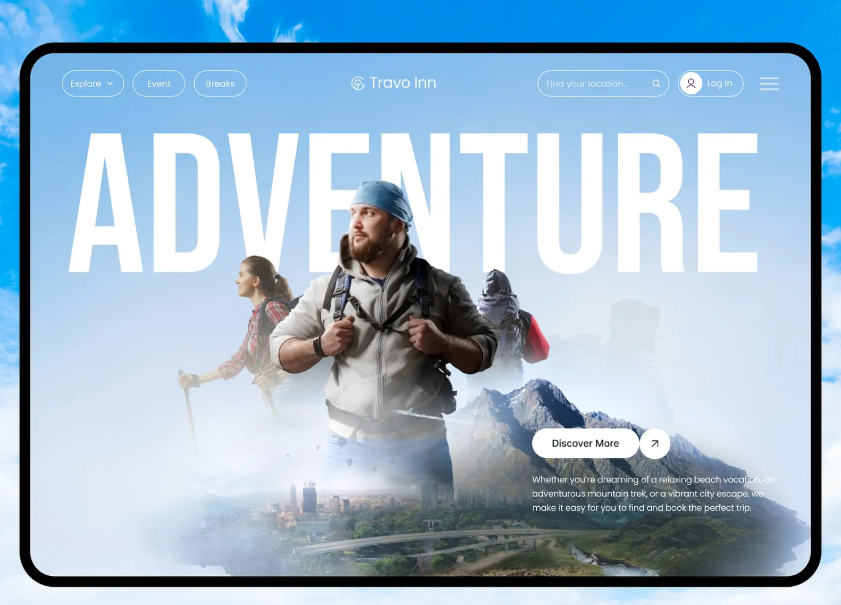 Explore
Event
Breaks
Travo Inn
Find your location...
Log In
ADVENTURE
Discover More
Whether you're dreaming of a relaxing beach vacation, an
adventurous mountain trek, or a vibrant city escape, we
make it easy for you to find and book the perfect trip.